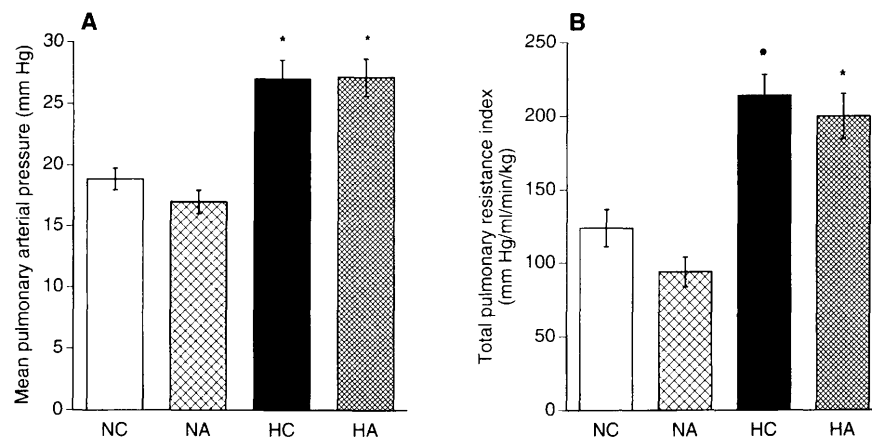 A
Mean pulmonary arterial pressure (mm Hg)
30
25
20
15
10
5
0
*
*
NC NA HC HA
B
Total pulmonary resistance index
(mm Hg/ml/min/kg)
250
200
150
100
50
0
•
*
NC NA HC HA